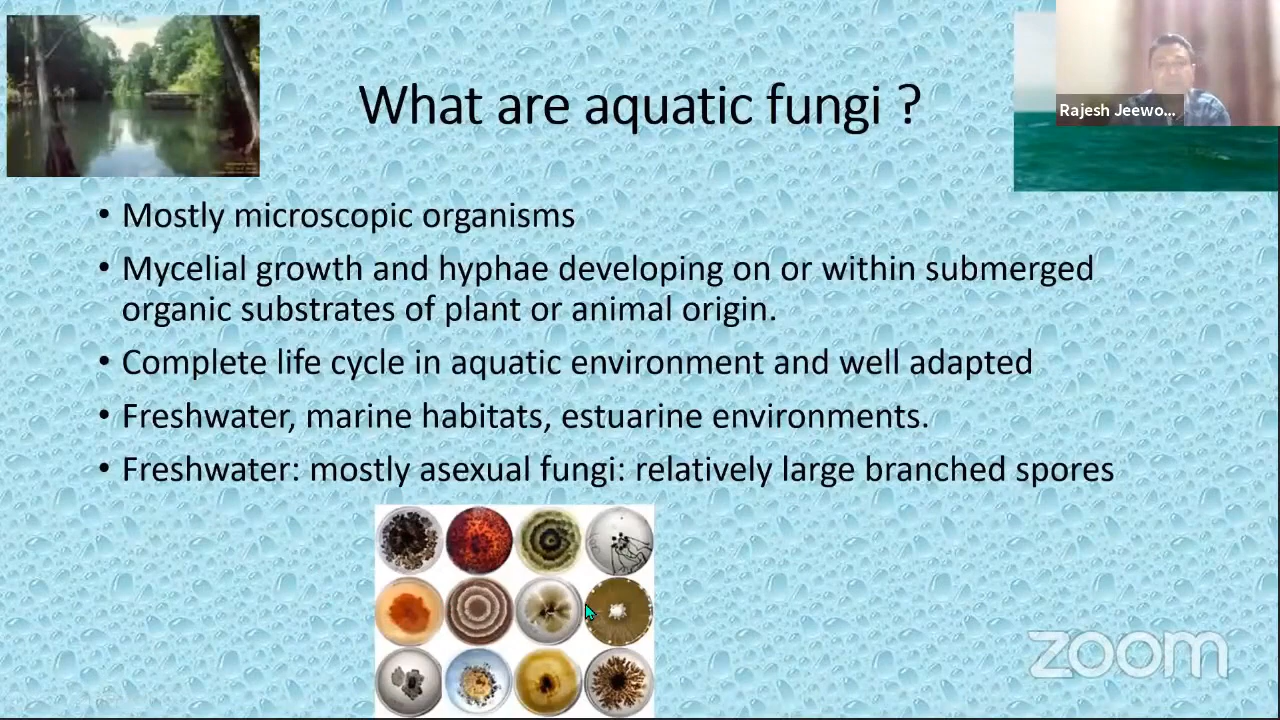 What are aquatic fungi ?
Rajesh Jeewo...
• Mostly microscopic organisms
• Mycelial growth and hyphae developing on or within submerged
organic substrates of plant or animal origin.
• Complete life cycle in aquatic environment and well adapted
• Freshwater, marine habitats, estuarine environments.
• Freshwater: mostly asexual fungi: relatively large branched spores
zoom